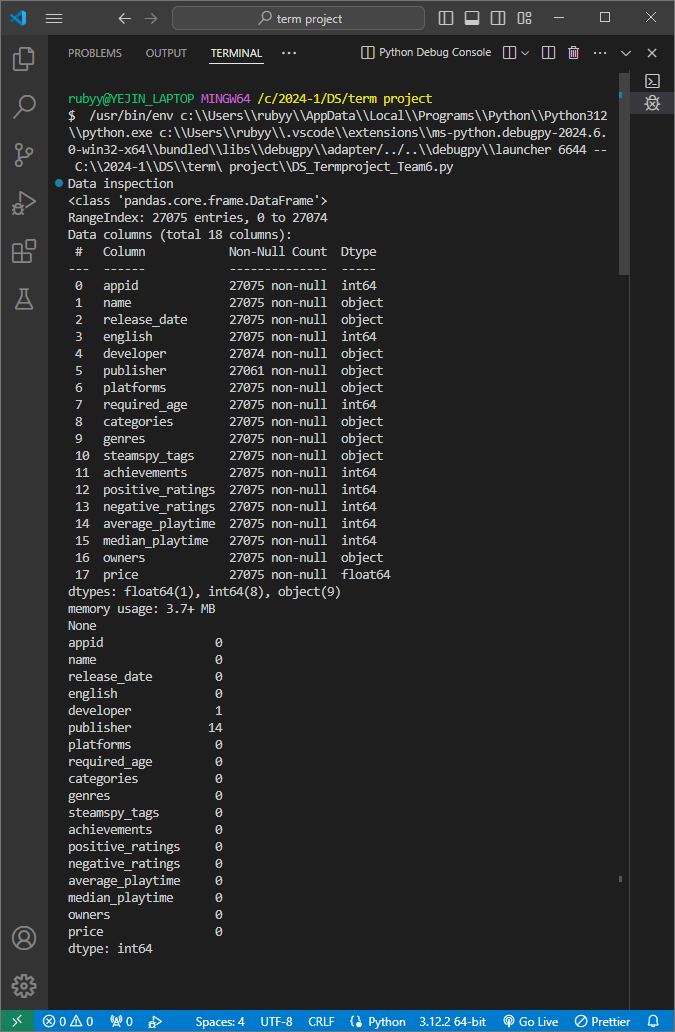 term project
PROBLEMS OUTPUT TERMINAL ··· Python Debug Console
rubyy@YEJIN_LAPTOP MINGW64 /c/2024-1/DS/term project
$  /usr/bin/env c:\\Users\\rubyy\\AppData\\Local\\Programs\\Python\\Python312
\\python.exe c:\\Users\\rubyy\\.vscode\\extensions\\ms-python.debugpy-2024.6.
0-win32-x64\\bundled\\libs\\debugpy\\adapter/../..\\debugpy\\launcher 6644 --
C:\\2024-1\\DS\\term\ project\\DS_Termproject_Team6.py
Data inspection
<class 'pandas.core.frame.DataFrame'>
RangeIndex: 27075 entries, 0 to 27074
Data columns (total 18 columns):
 #   Column            Non-Null Count  Dtype
---  ------            --------------  -----
 0   appid             27075 non-null  int64
 1   name              27075 non-null  object
 2   release_date      27075 non-null  object
 3   english           27075 non-null  int64
 4   developer         27074 non-null  object
 5   publisher         27061 non-null  object
 6   platforms         27075 non-null  object
 7   required_age      27075 non-null  int64
 8   categories        27075 non-null  object
 9   genres            27075 non-null  object
 10  steamspy_tags     27075 non-null  object
 11  achievements      27075 non-null  int64
 12  positive_ratings  27075 non-null  int64
 13  negative_ratings  27075 non-null  int64
 14  average_playtime  27075 non-null  int64
 15  median_playtime   27075 non-null  int64
 16  owners            27075 non-null  object
 17  price             27075 non-null  float64
dtypes: float64(1), int64(8), object(9)
memory usage: 3.7+ MB
None
appid                0
name                 0
release_date         0
english              0
developer            1
publisher           14
platforms            0
required_age         0
categories           0
genres               0
steamspy_tags        0
achievements         0
positive_ratings     0
negative_ratings     0
average_playtime     0
median_playtime      0
owners               0
price                0
dtype: int64
0 0 0 Spaces: 4 UTF-8 CRLF Python 3.12.2 64-bit Go Live Prettier